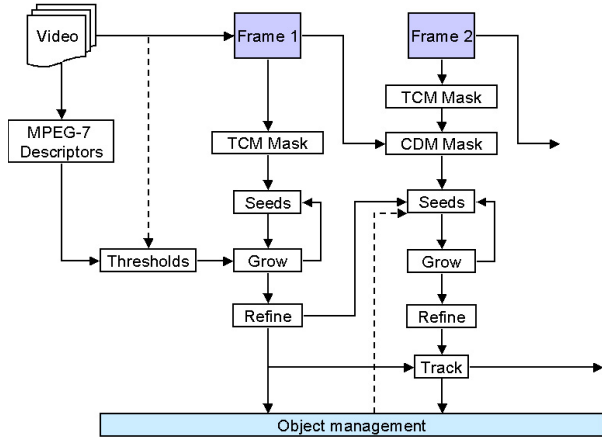 Video
Frame 1
Frame 2
TCM Mask
MPEG-7
Descriptors
TCM Mask
CDM Mask
Seeds
Seeds
Thresholds
Grow
Grow
Refine
Refine
Track
Object management